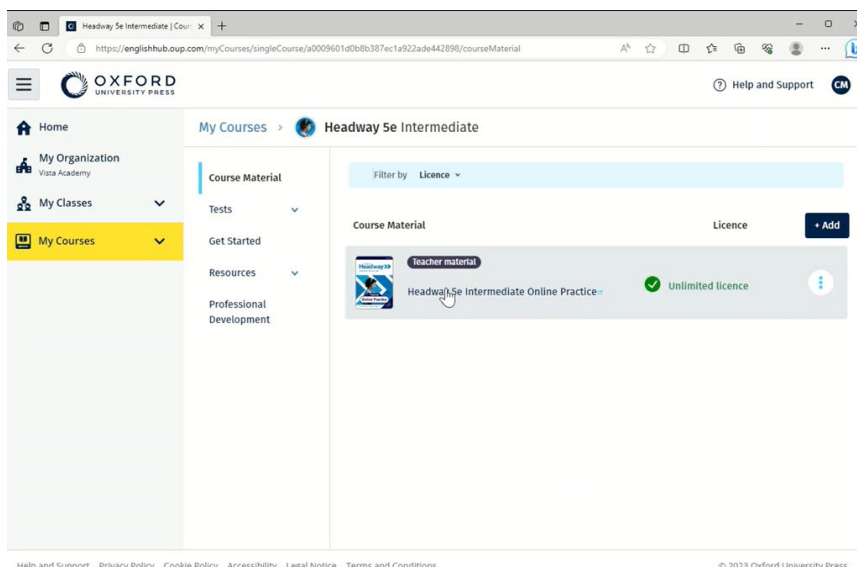 Headway 5e Intermediate | Cour
https://englishhub.oup.com/myCourses/singleCourse/a0009601d0b8b387ec1a922ade442898/courseMaterial
OXFORD
UNIVERSITY PRESS
Help and Support
CM
Home
My Organization
Vista Academy
My Classes
My Courses
My Courses > Headway 5e Intermediate
Course Material
Tests
Get Started
Resources
Professional
Development
Filter by Licence
Course Material Licence + Add
Headway
Online Practice
Teacher material
Headway 5e Intermediate Online Practice
Unlimited licence
Help and Support Privacy Policy Cookie Policy Accessibility Legal Notice Terms and Conditions
© 2023 Oxford University Press